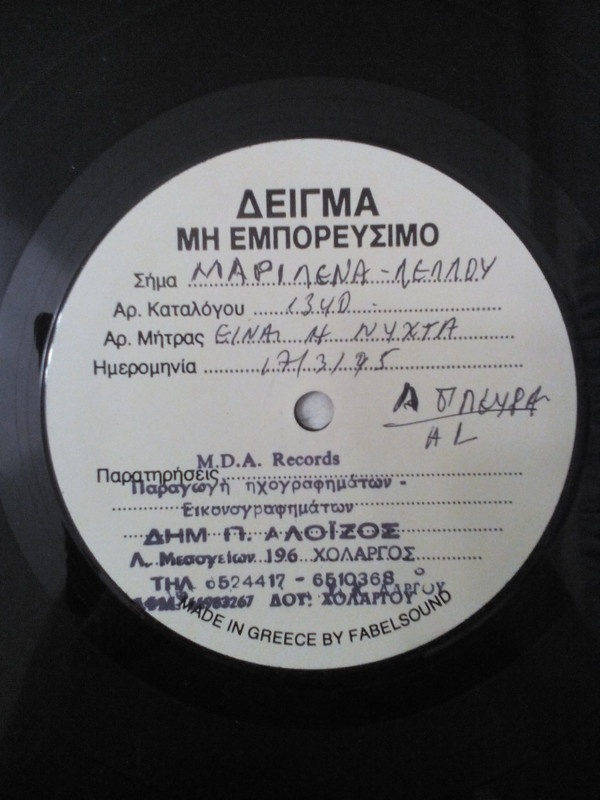 ΔΕΙΓΜΑ
ΜΗ ΕΜΠΟΡΕΥΣΙΜΟ
Σήμα ΜΑΡΙΛΕΝΑ-ΛΕΛΛΟΥ
Αρ. Καταλόγου 1340
Αρ. Μήτρας ΕΙΝΑΙ Η ΝΥΧΤΑ
Ημερομηνία 17/3/95
Α ΠΛΕΥΡΑ
AL
M.D.A. Records
Παρατηρήσεις
Παραγωγή ηχογραφημάτων -
Εικονογραφημάτων
ΔΗΜ. Π. ΑΛΟΪΖΟΣ
Λ. Μεσογείων 196 ΧΟΛΑΡΓΟΣ
ΤΗΛ 6524417 - 6510368
ΔΟΥ: ΧΟΛΑΡΓΟΥ
MADE IN GREECE BY FABELSOUND